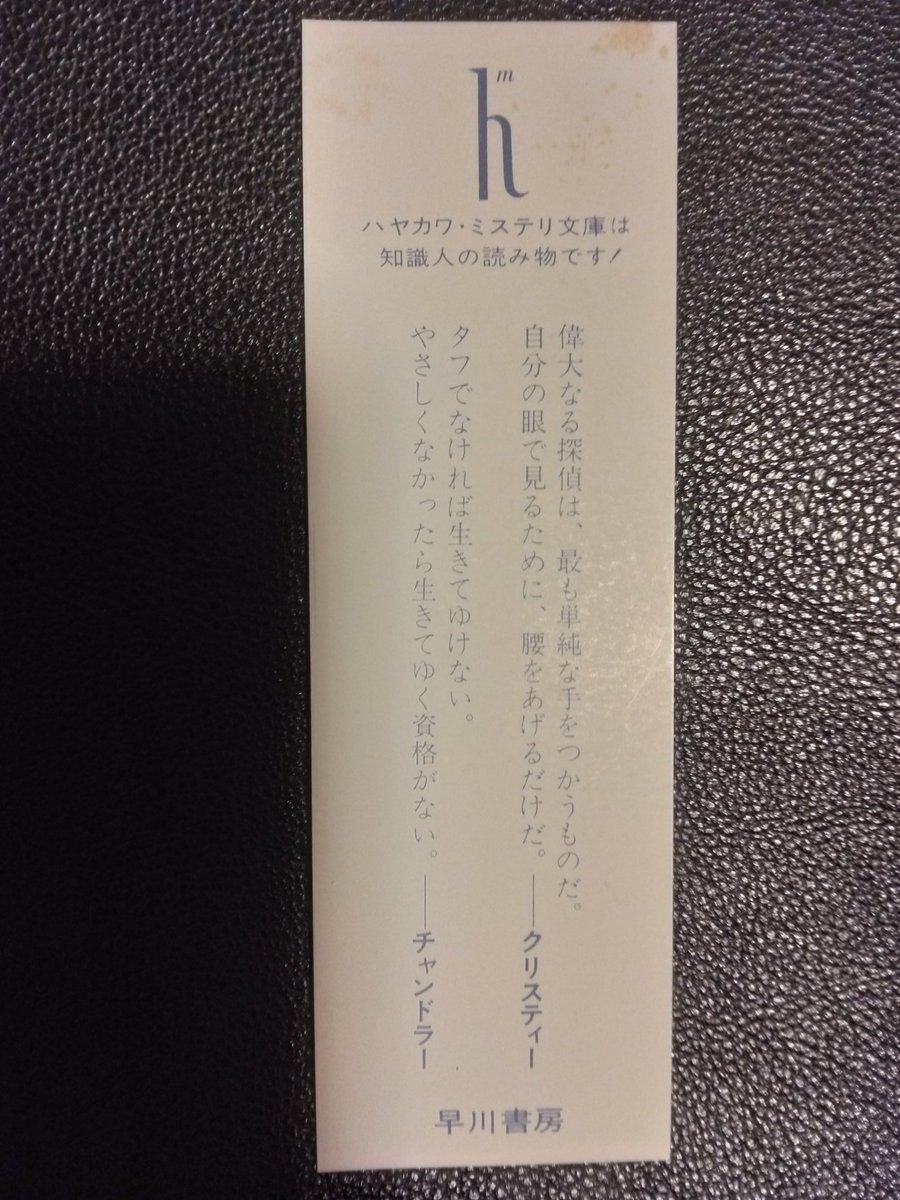 hm
ハヤカワ・ミステリ文庫は
知識人の読み物です!
偉大なる探偵は、最も単純な手をつかうものだ。
自分の眼で見るために、腰をあげるだけだ。――クリスティー
タフでなければ生きてゆけない。
やさしくなかったら生きてゆく資格がない。――チャンドラー
早川書房